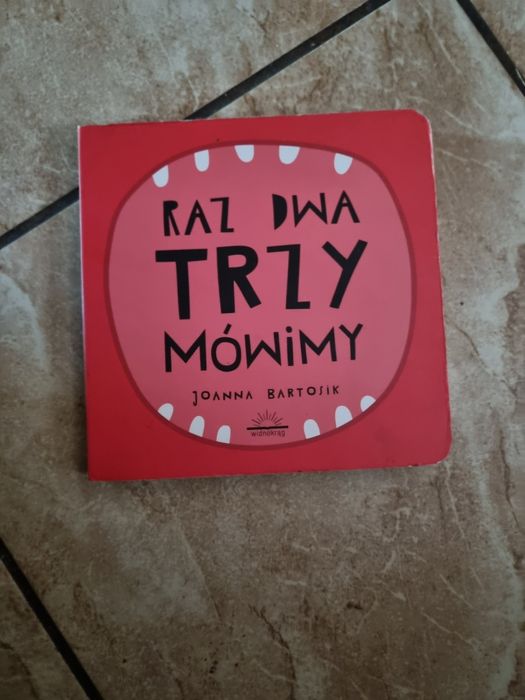 RAZ DWA
TRZY
MÓWiMY
JOANNA BARTOSiK
widnokrąg